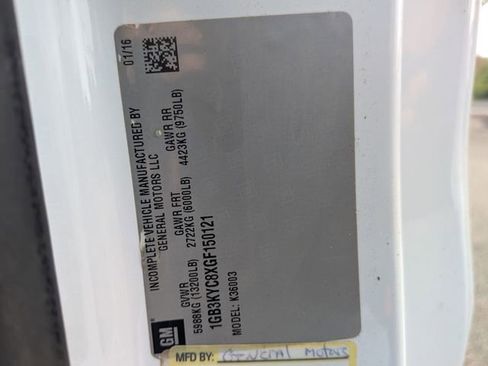 01/16
INCOMPLETE VEHICLE MANUFACTURED BY
GENERAL MOTORS LLC
GVWR GAWR FRT GAWR RR
5988KG (13200LB) 2722KG (6000LB) 4423KG (9750LB)
1GB3KYC8XGF150121
MODEL: K36003
GM
MFD BY: GENERAL MOTORS